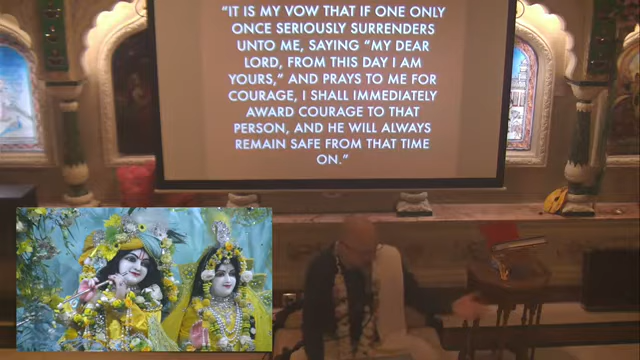 "IT IS MY VOW THAT IF ONE ONLY
ONCE SERIOUSLY SURRENDERS
UNTO ME, SAYING "MY DEAR
LORD, FROM THIS DAY I AM
YOURS," AND PRAYS TO ME FOR
COURAGE, I SHALL IMMEDIATELY
AWARD COURAGE TO THAT
PERSON, AND HE WILL ALWAYS
REMAIN SAFE FROM THAT TIME
ON."